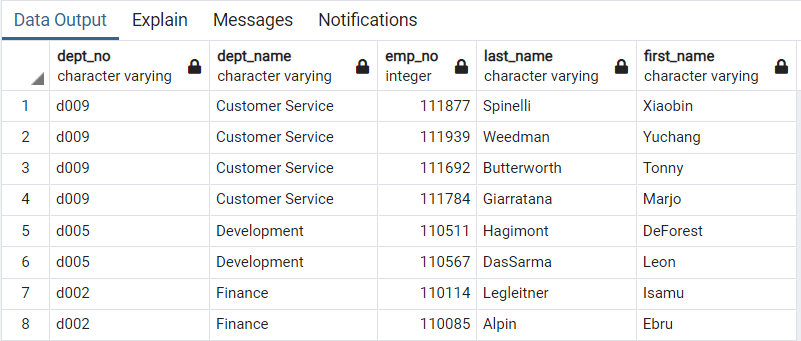 Data Output Explain Messages Notifications
dept_no dept_name emp_no last_name first_name
character varying character varying integer character varying character varying
1 d009 Customer Service 111877 Spinelli Xiaobin
2 d009 Customer Service 111939 Weedman Yuchang
3 d009 Customer Service 111692 Butterworth Tonny
4 d009 Customer Service 111784 Giarratana Marjo
5 d005 Development 110511 Hagimont DeForest
6 d005 Development 110567 DasSarma Leon
7 d002 Finance 110114 Legleitner Isamu
8 d002 Finance 110085 Alpin Ebru